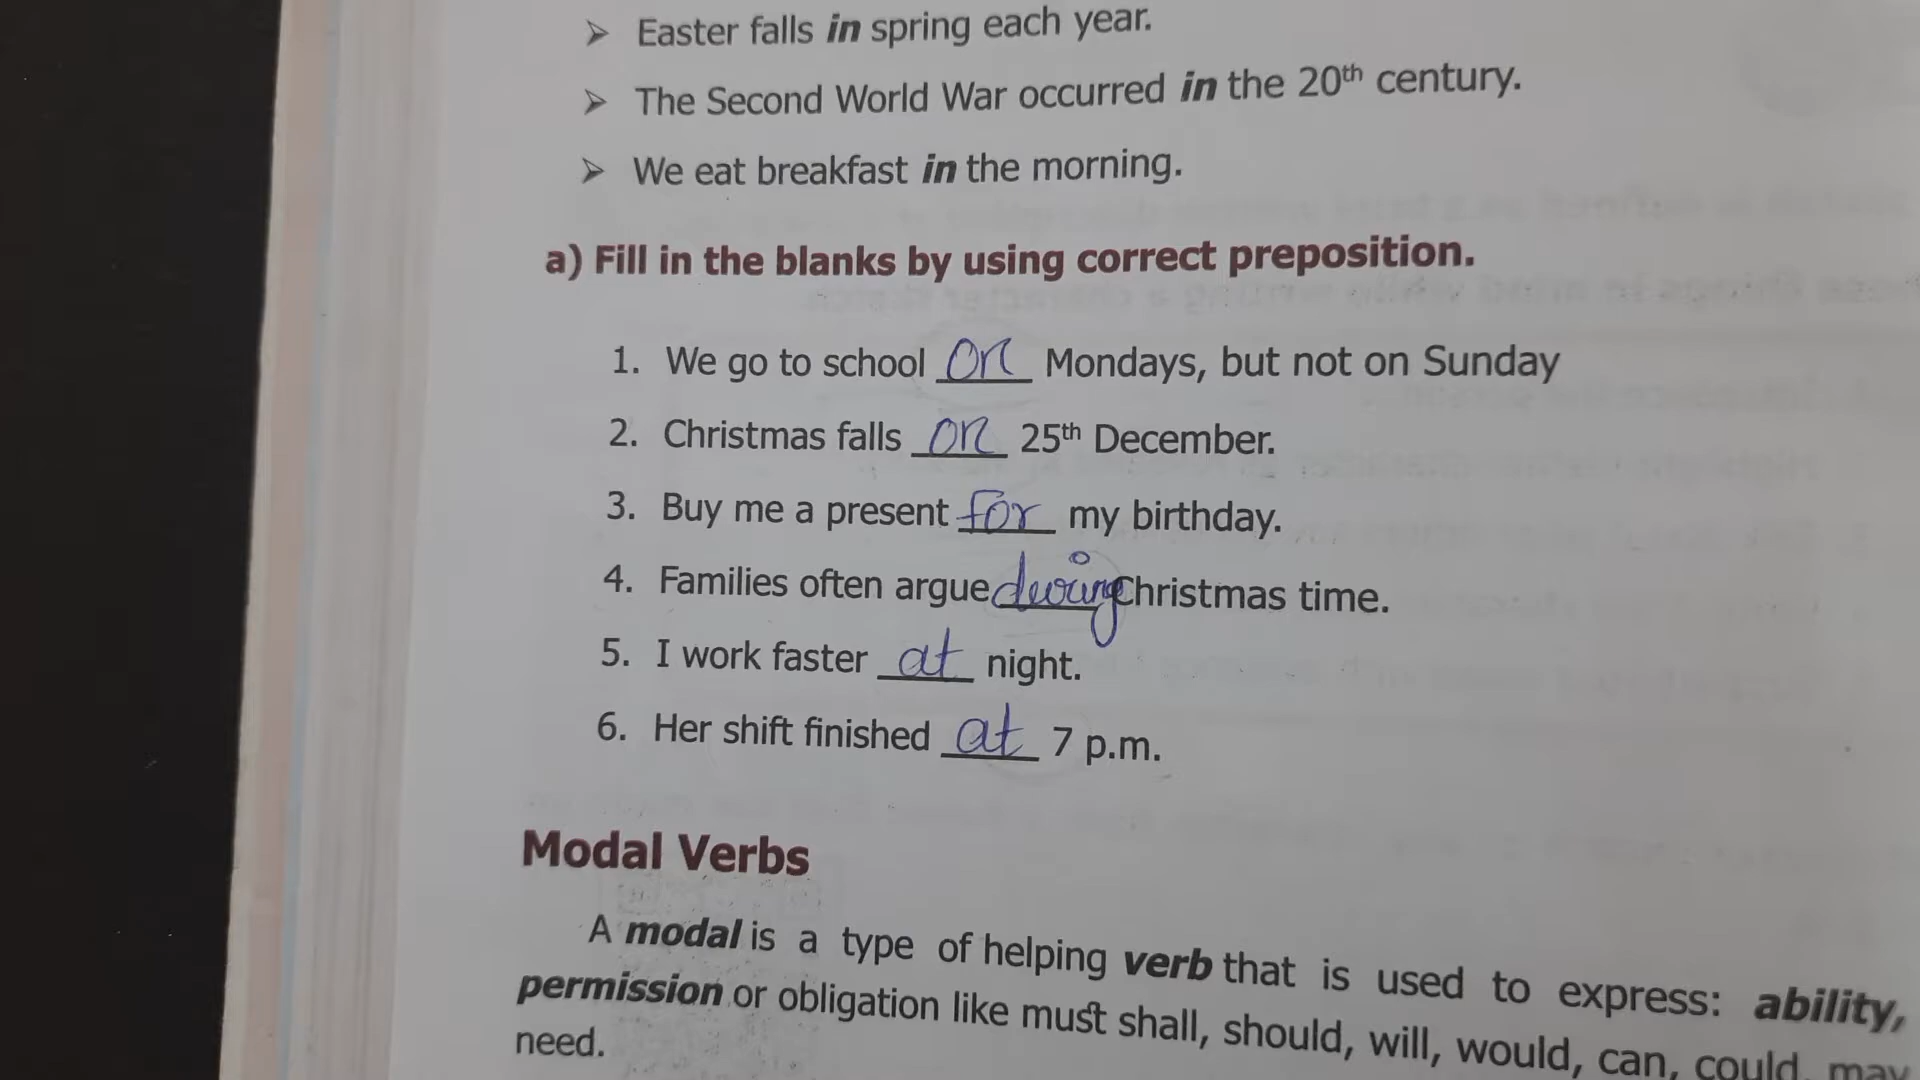 ➢ Easter falls in spring each year.
➢ The Second World War occurred in the 20th century.
➢ We eat breakfast in the morning.
a) Fill in the blanks by using correct preposition.
1. We go to school on Mondays, but not on Sunday
2. Christmas falls on 25th December.
3. Buy me a present for my birthday.
4. Families often argue during Christmas time.
5. I work faster at night.
6. Her shift finished at 7 p.m.
Modal Verbs
A modal is a type of helping verb that is used to express: ability,
permission or obligation like must shall, should, will, would, can, could, may
need.